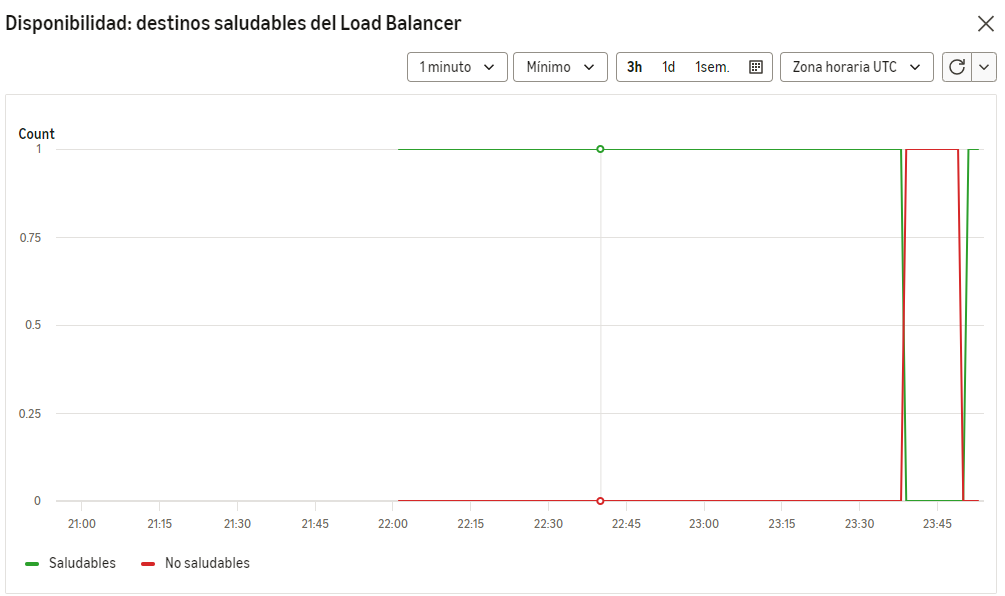 Disponibilidad: destinos saludables del Load Balancer
1 minuto Mínimo 3h 1d 1sem. Zona horaria UTC
Count
1
0.75
0.5
0.25
0
21:00 21:15 21:30 21:45 22:00 22:15 22:30 22:45 23:00 23:15 23:30 23:45
Saludables No saludables